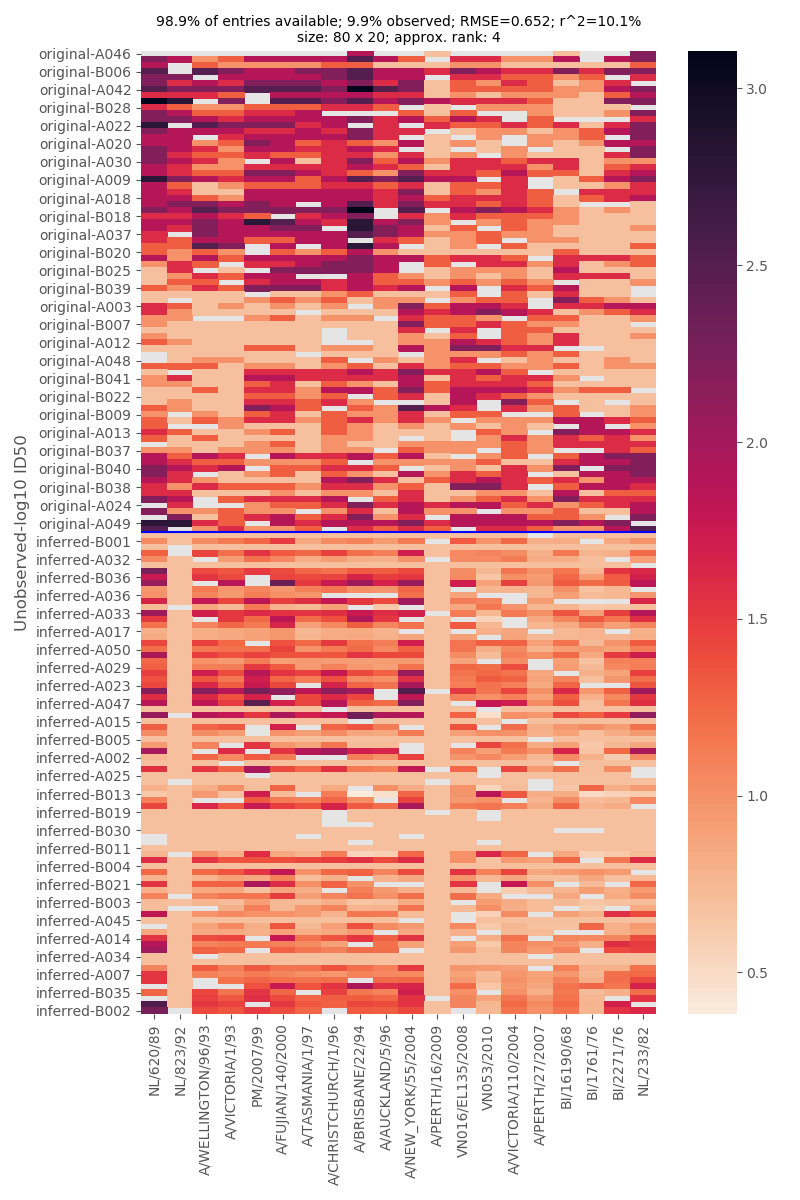 98.9% of entries available; 9.9% observed; RMSE=0.652; r^2=10.1%
size: 80 x 20; approx. rank: 4
Unobserved-log10 ID50
original-A046
original-B006
original-A042
original-B028
original-A022
original-A020
original-A030
original-A009
original-A018
original-B018
original-A037
original-B020
original-B025
original-B039
original-A003
original-B007
original-A012
original-A048
original-B041
original-B022
original-B009
original-A013
original-B037
original-B040
original-B038
original-A024
original-A049
inferred-B001
inferred-A032
inferred-B036
inferred-A036
inferred-A033
inferred-A017
inferred-A050
inferred-A029
inferred-A023
inferred-A047
inferred-A015
inferred-B005
inferred-A002
inferred-A025
inferred-B013
inferred-B019
inferred-B030
inferred-B011
inferred-B004
inferred-B021
inferred-B003
inferred-A045
inferred-A014
inferred-A034
inferred-A007
inferred-B035
inferred-B002
NL/620/89
NL/823/92
A/WELLINGTON/96/93
A/VICTORIA/1/93
PM/2007/99
A/FUJIAN/140/2000
A/TASMANIA/1/97
A/CHRISTCHURCH/1/96
A/BRISBANE/22/94
A/AUCKLAND/5/96
A/NEW_YORK/55/2004
A/PERTH/16/2009
VN016/EL135/2008
VN053/2010
A/VICTORIA/110/2004
A/PERTH/27/2007
BI/16190/68
BI/1761/76
BI/2271/76
NL/233/82
3.0
2.5
2.0
1.5
1.0
0.5